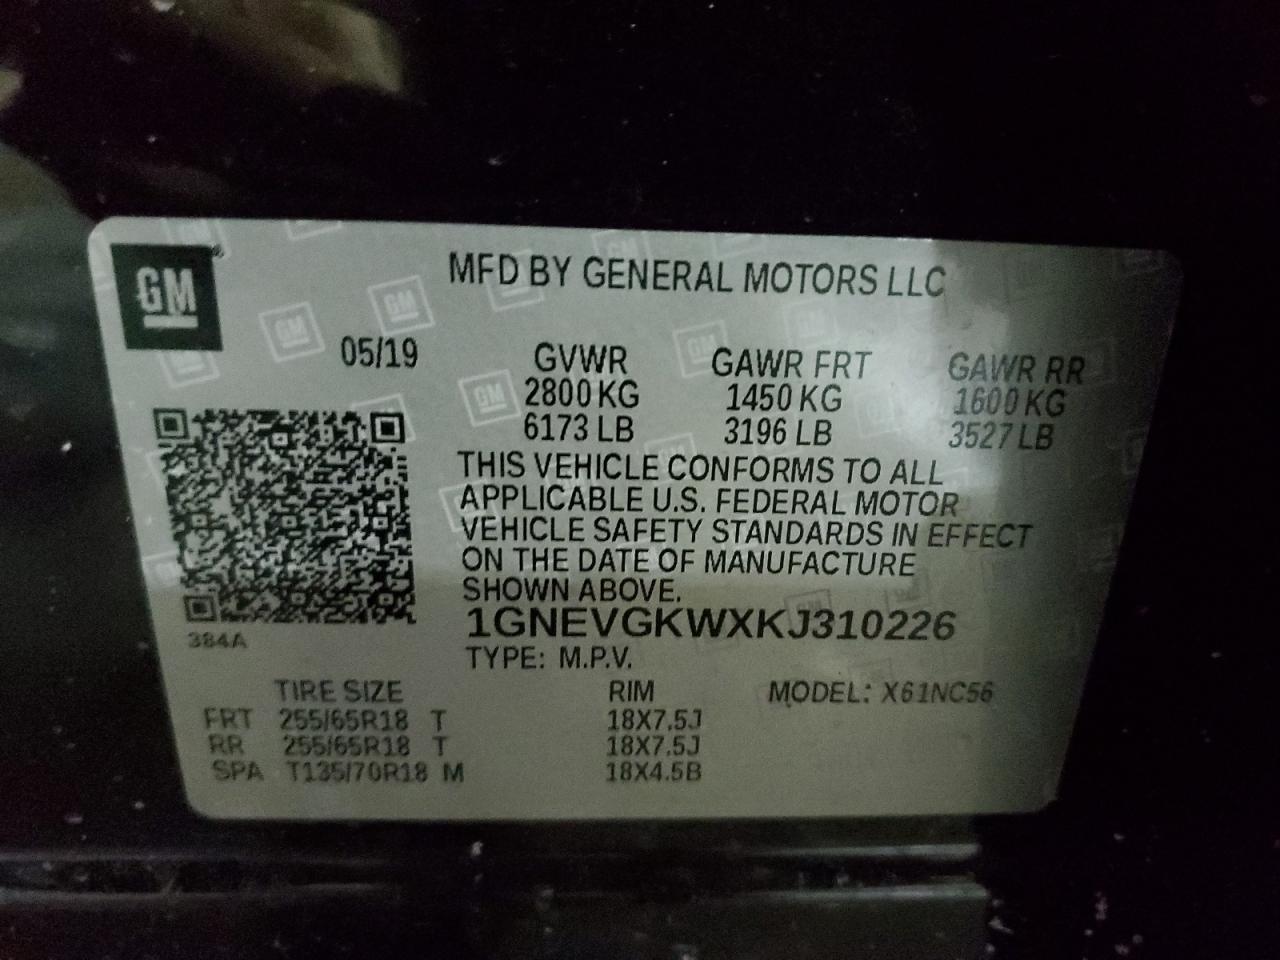 GM
MFD BY GENERAL MOTORS LLC
05/19
GVWR GAWR FRT GAWR RR
2800 KG 1450 KG 1600 KG
6173 LB 3196 LB 3527 LB
THIS VEHICLE CONFORMS TO ALL
APPLICABLE U.S. FEDERAL MOTOR
VEHICLE SAFETY STANDARDS IN EFFECT
ON THE DATE OF MANUFACTURE
SHOWN ABOVE.
1GNEVGKWXKJ310226
384A
TYPE: M.P.V.
TIRE SIZE RIM MODEL: X61NC56
FRT 255/65R18 T 18X7.5J
RR 255/65R18 T 18X7.5J
SPA T135/70R18 M 18X4.5B